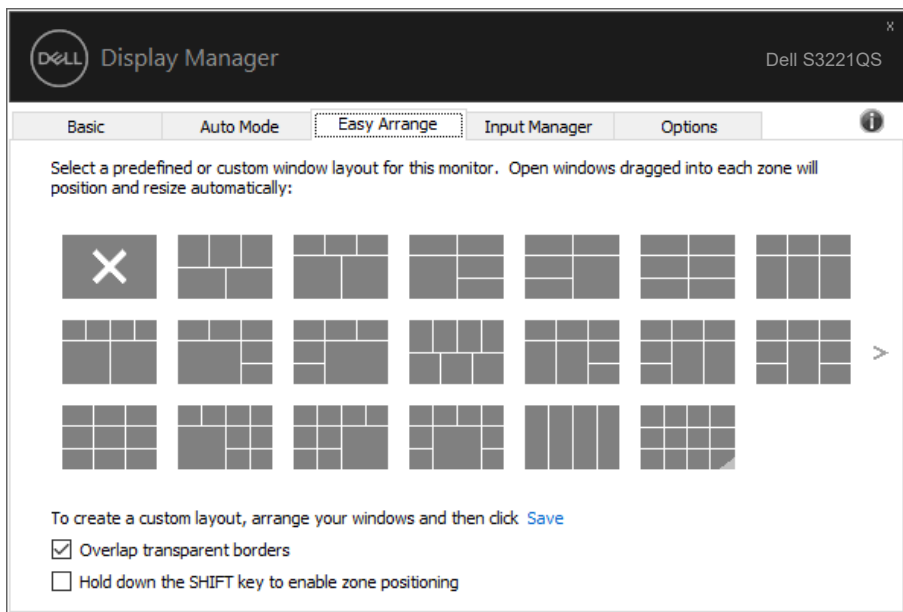 DELL Display Manager
x
Dell S3221QS
Basic Auto Mode Easy Arrange Input Manager Options
Select a predefined or custom window layout for this monitor.  Open windows dragged into each zone will
position and resize automatically:
>
To create a custom layout, arrange your windows and then click Save
Overlap transparent borders
Hold down the SHIFT key to enable zone positioning